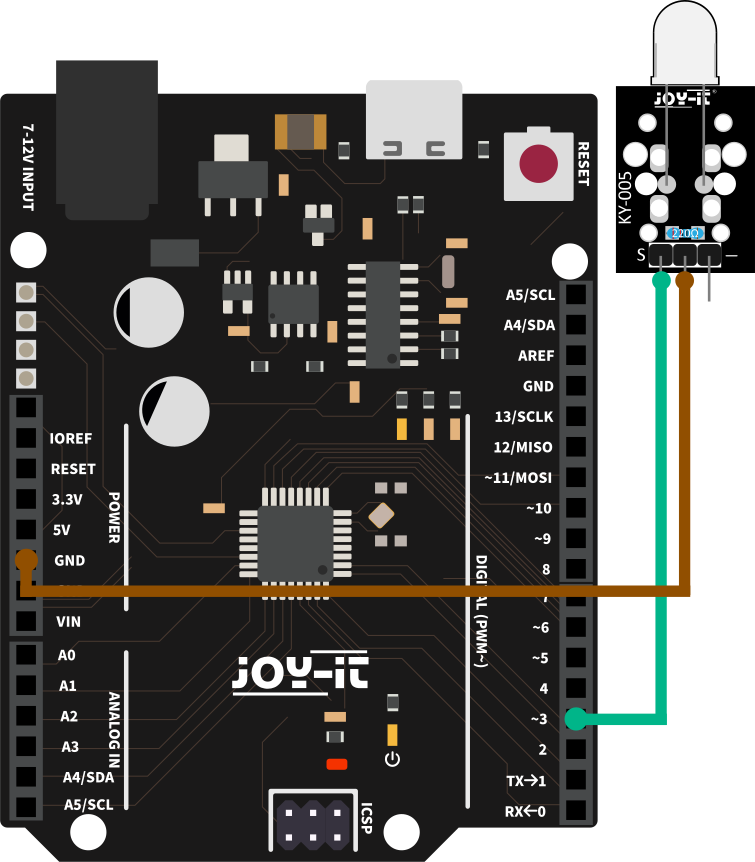 JOY-IT®
KY-005
220Ω
S
–
7-12V INPUT
RESET
IOREF
RESET
3.3V
5V
GND
VIN
POWER
A0
A1
A2
A3
A4/SDA
A5/SCL
ANALOG IN
A5/SCL
A4/SDA
AREF
GND
13/SCLK
12/MISO
~11/MOSI
~10
~9
8
7
~6
~5
4
~3
2
TX→1
RX←0
DIGITAL (PWM~)
JOY-IT
ICSP